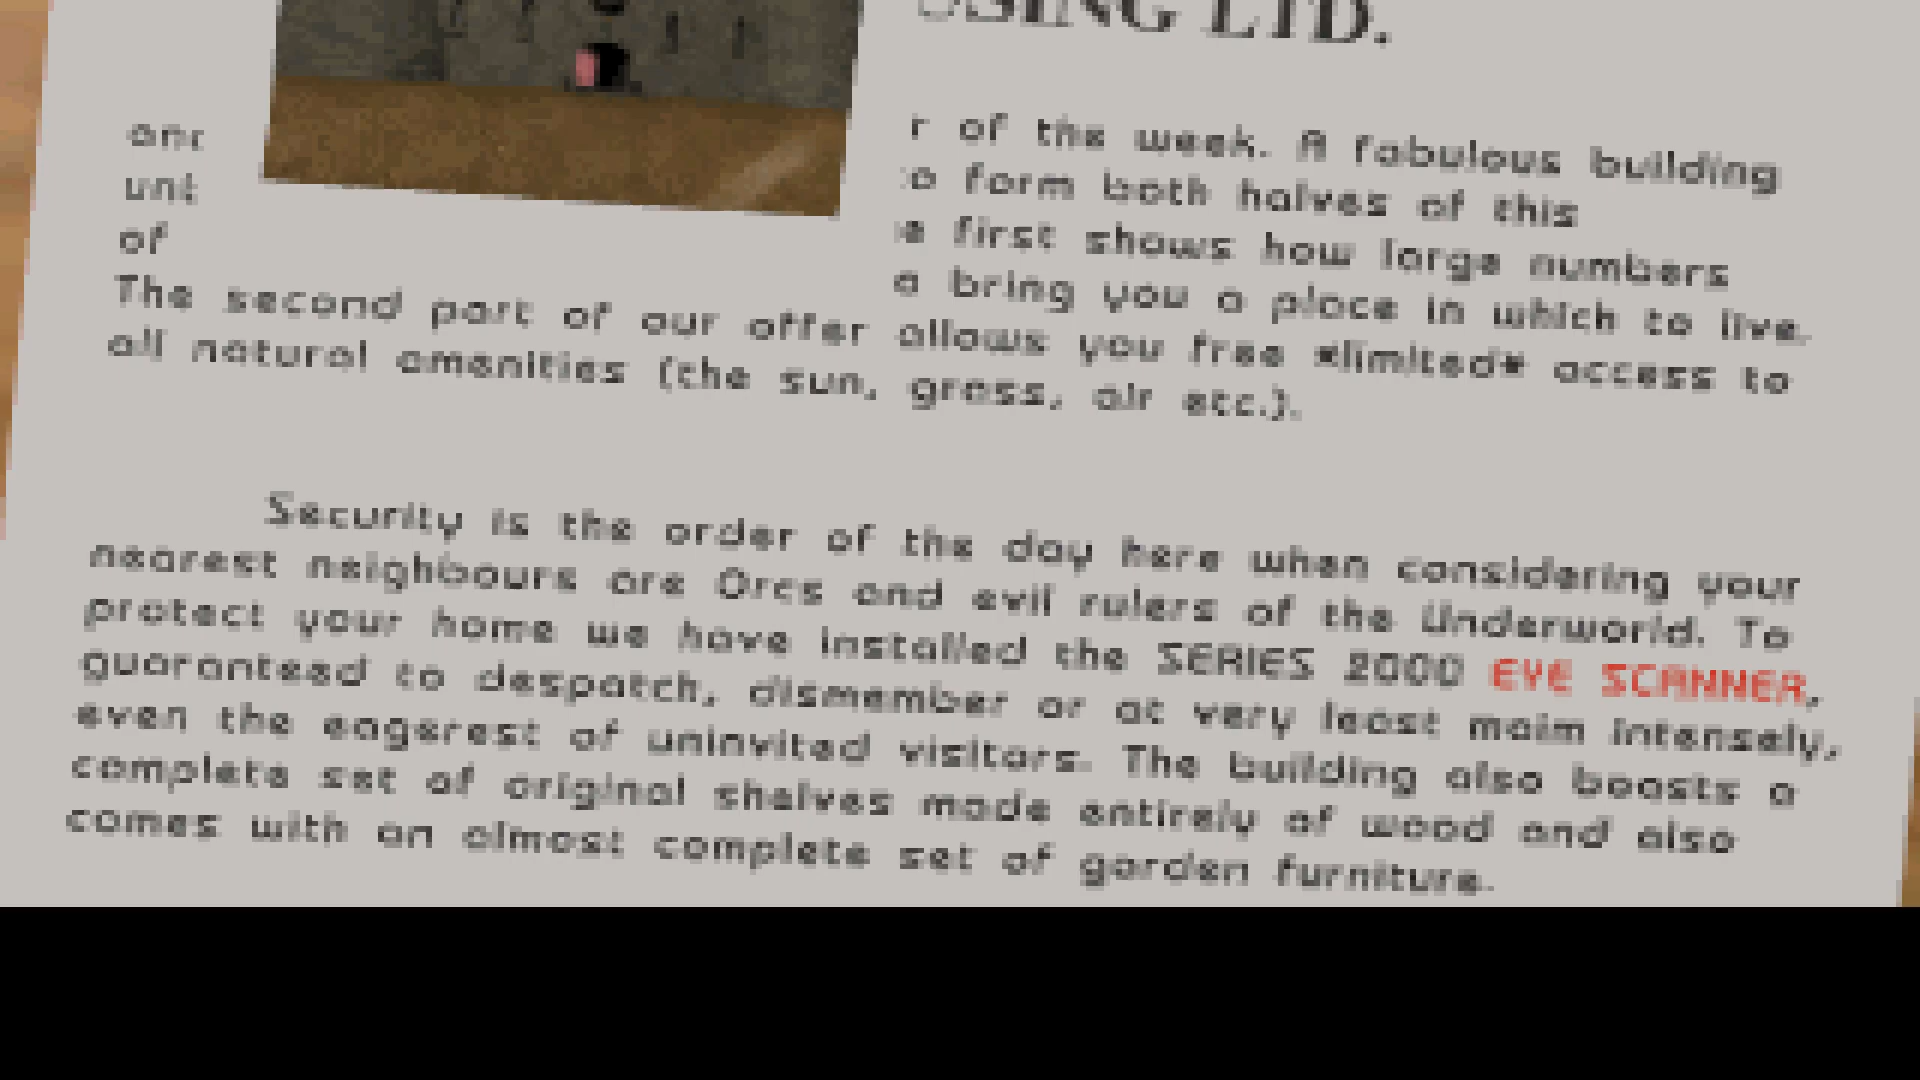 LTD.
of the week. A fabulous building
form both halves of this
of first shows how large numbers
bring you a place in which to live.
The second part of our offer allows you free *limited* access to
all natural amenities (the sun, grass, air etc.).
Security is the order of the day here when considering your
nearest neighbours are Orcs and evil rulers of the Underworld. To
protect your home we have installed the SERIES 2000 EYE SCANNER,
guaranteed to despatch, dismember or at very least maim intensely,
even the eagerest of uninvited visitors. The building also boasts a
complete set of original shelves made entirely of wood and also
comes with an almost complete set of garden furniture.